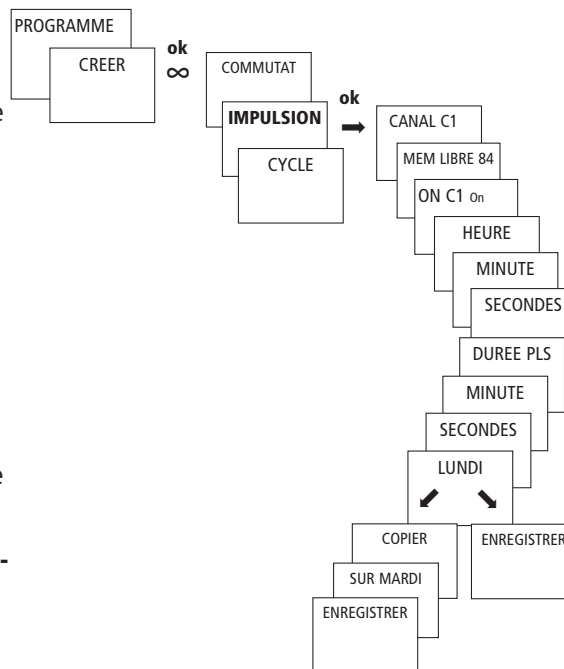 PROGRAMME
CREER
ok
∞
COMMUTAT
IMPULSION
CYCLE
ok
CANAL C1
MEM LIBRE 84
ON C1 On
HEURE
MINUTE
SECONDES
DUREE PLS
MINUTE
SECONDES
LUNDI
COPIER
SUR MARDI
ENREGISTRER
ENREGISTRER
e
e
-